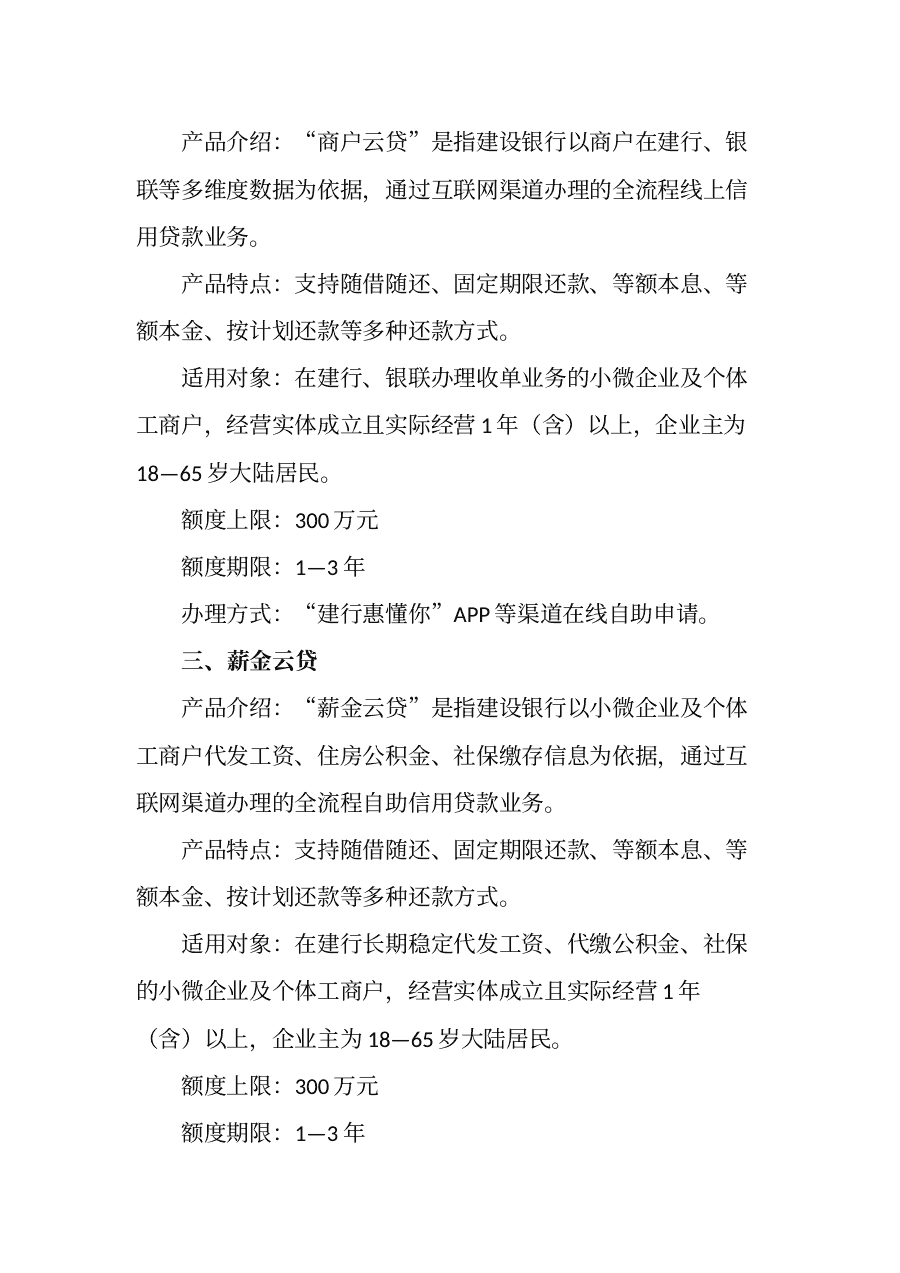 产品介绍：“商户云贷”是指建设银行以商户在建行、银
联等多维度数据为依据，通过互联网渠道办理的全流程线上信
用贷款业务。
产品特点：支持随借随还、固定期限还款、等额本息、等
额本金、按计划还款等多种还款方式。
适用对象：在建行、银联办理收单业务的小微企业及个体
工商户，经营实体成立且实际经营 1 年（含）以上，企业主为
18—65 岁大陆居民。
额度上限：300 万元
额度期限：1—3 年
办理方式：“建行惠懂你”APP 等渠道在线自助申请。
三、薪金云贷
产品介绍：“薪金云贷”是指建设银行以小微企业及个体
工商户代发工资、住房公积金、社保缴存信息为依据，通过互
联网渠道办理的全流程自助信用贷款业务。
产品特点：支持随借随还、固定期限还款、等额本息、等
额本金、按计划还款等多种还款方式。
适用对象：在建行长期稳定代发工资、代缴公积金、社保
的小微企业及个体工商户，经营实体成立且实际经营 1 年
（含）以上，企业主为 18—65 岁大陆居民。
额度上限：300 万元
额度期限：1—3 年